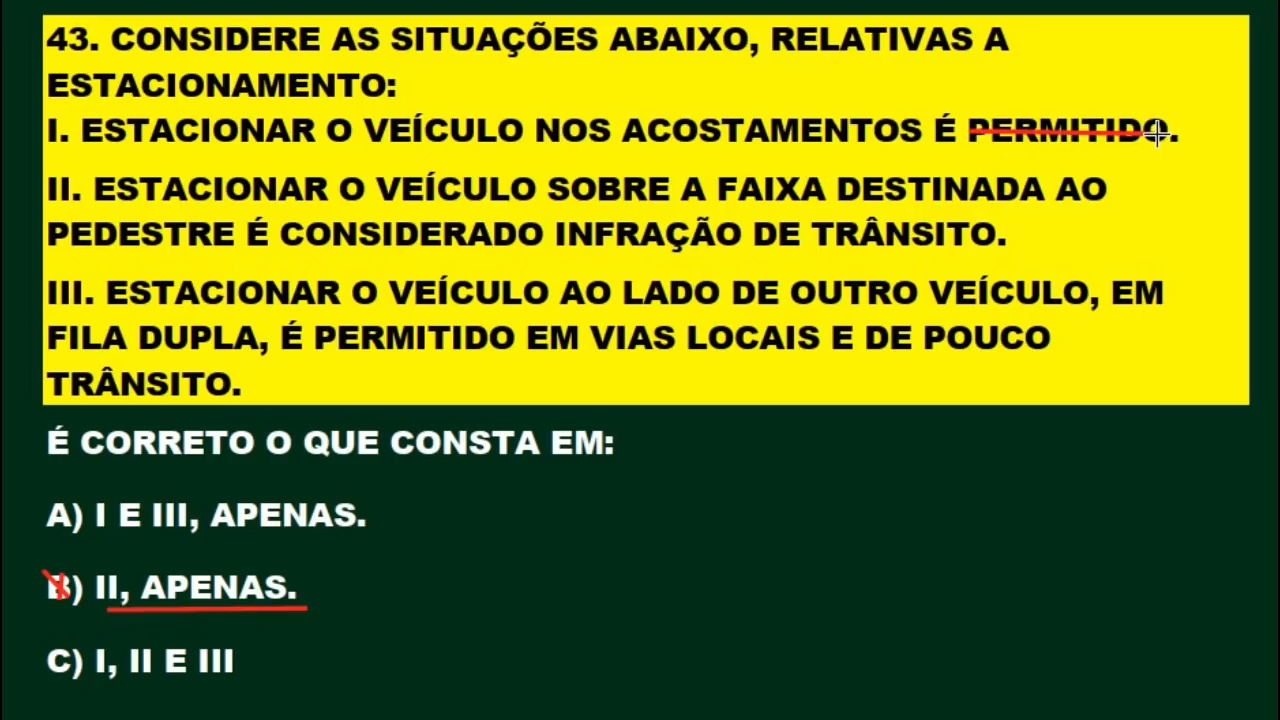 43. CONSIDERE AS SITUAÇÕES ABAIXO, RELATIVAS A
ESTACIONAMENTO:
I. ESTACIONAR O VEÍCULO NOS ACOSTAMENTOS É PERMITIDO.
II. ESTACIONAR O VEÍCULO SOBRE A FAIXA DESTINADA AO
PEDESTRE É CONSIDERADO INFRAÇÃO DE TRÂNSITO.
III. ESTACIONAR O VEÍCULO AO LADO DE OUTRO VEÍCULO, EM
FILA DUPLA, É PERMITIDO EM VIAS LOCAIS E DE POUCO
TRÂNSITO.
É CORRETO O QUE CONSTA EM:
A) I E III, APENAS.
B) II, APENAS.
C) I, II E III